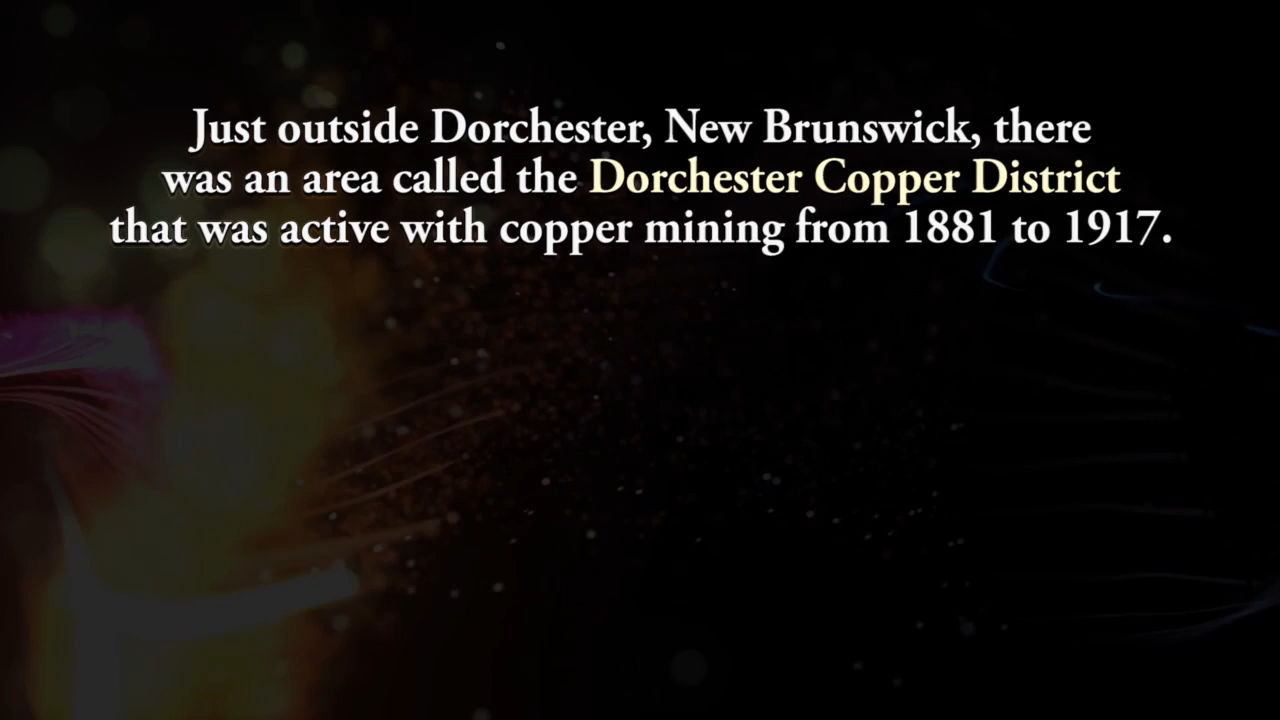 Just outside Dorchester, New Brunswick, there
was an area called the Dorchester Copper District
that was active with copper mining from 1881 to 1917.